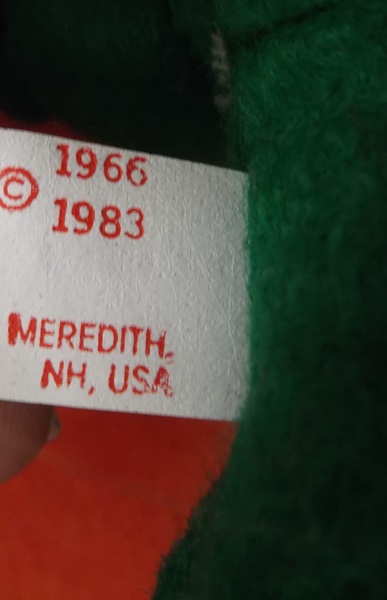 1966
© 1983
MEREDITH,
NH, USA